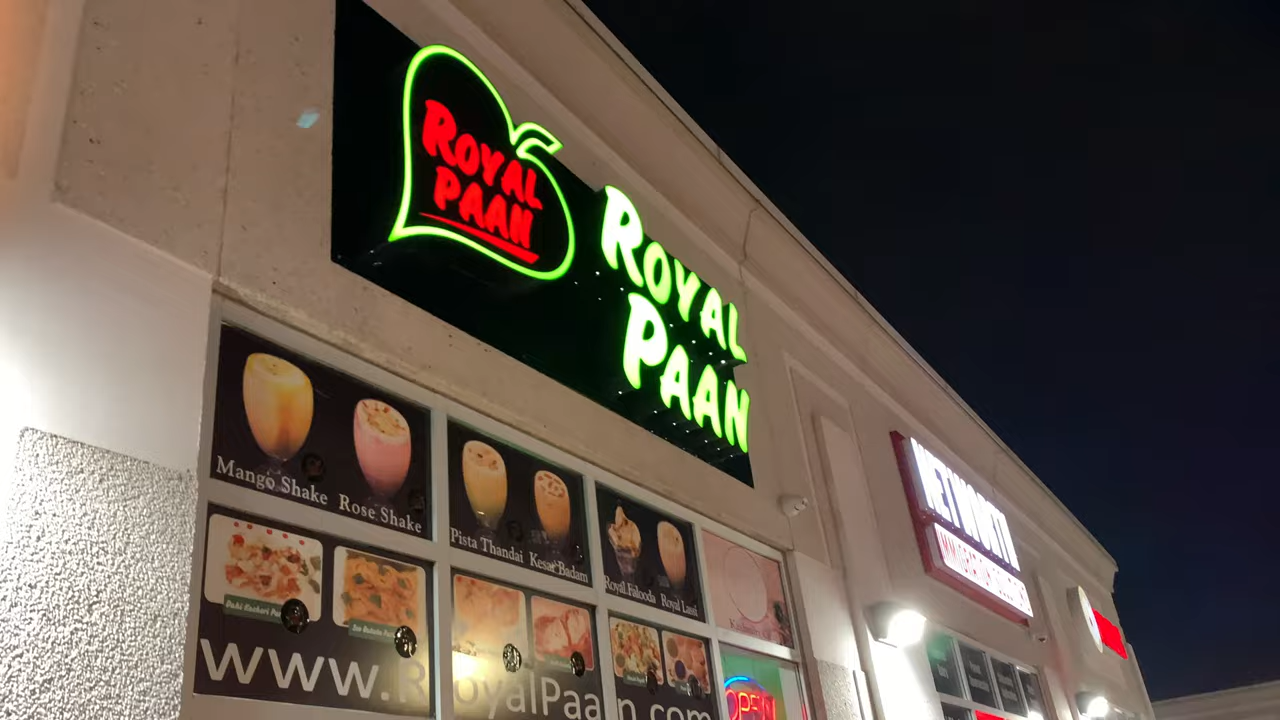 ROYAL
PAAN
ROYAL
PAAN
Mango Shake
Rose Shake
Pista Thandai
Kesar Badam
Royal Falooda
Royal Lassi
www.RoyalPaan.com
OPEN
IMMIGRATION